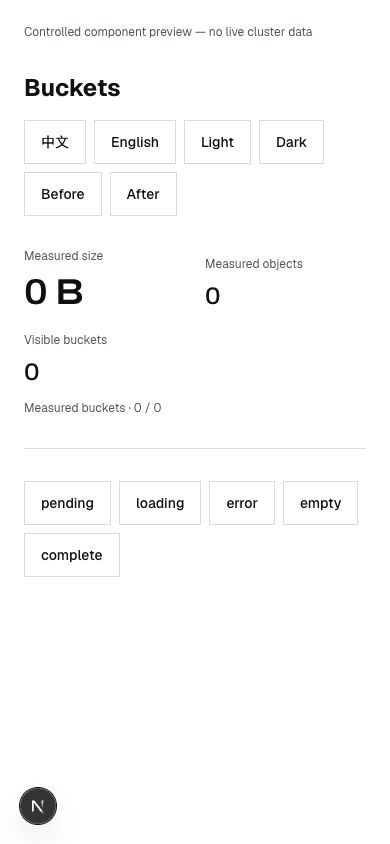 Controlled component preview — no live cluster data
Buckets
中文 English Light Dark
Before After
Measured size
0 B
Measured objects
0
Visible buckets
0
Measured buckets · 0 / 0
pending loading error empty
complete
N